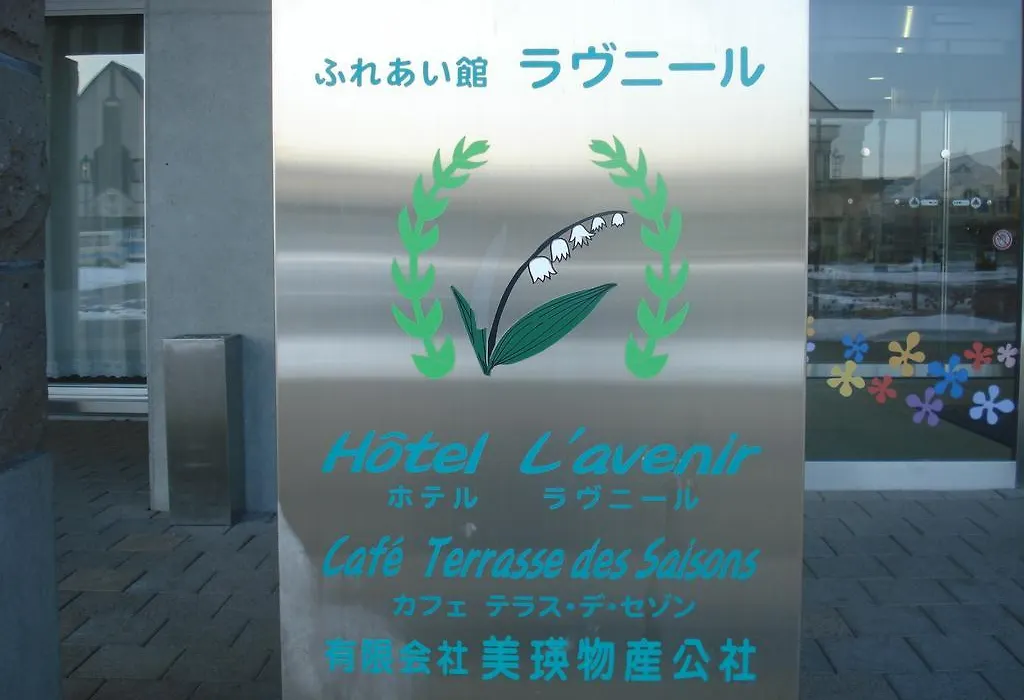 ふれあい館 ラヴニール
Hôtel L'avenir
ホテル ラヴニール
Café Terrasse des Saisons
カフェ テラス・デ・セゾン
有限会社 美瑛物産公社